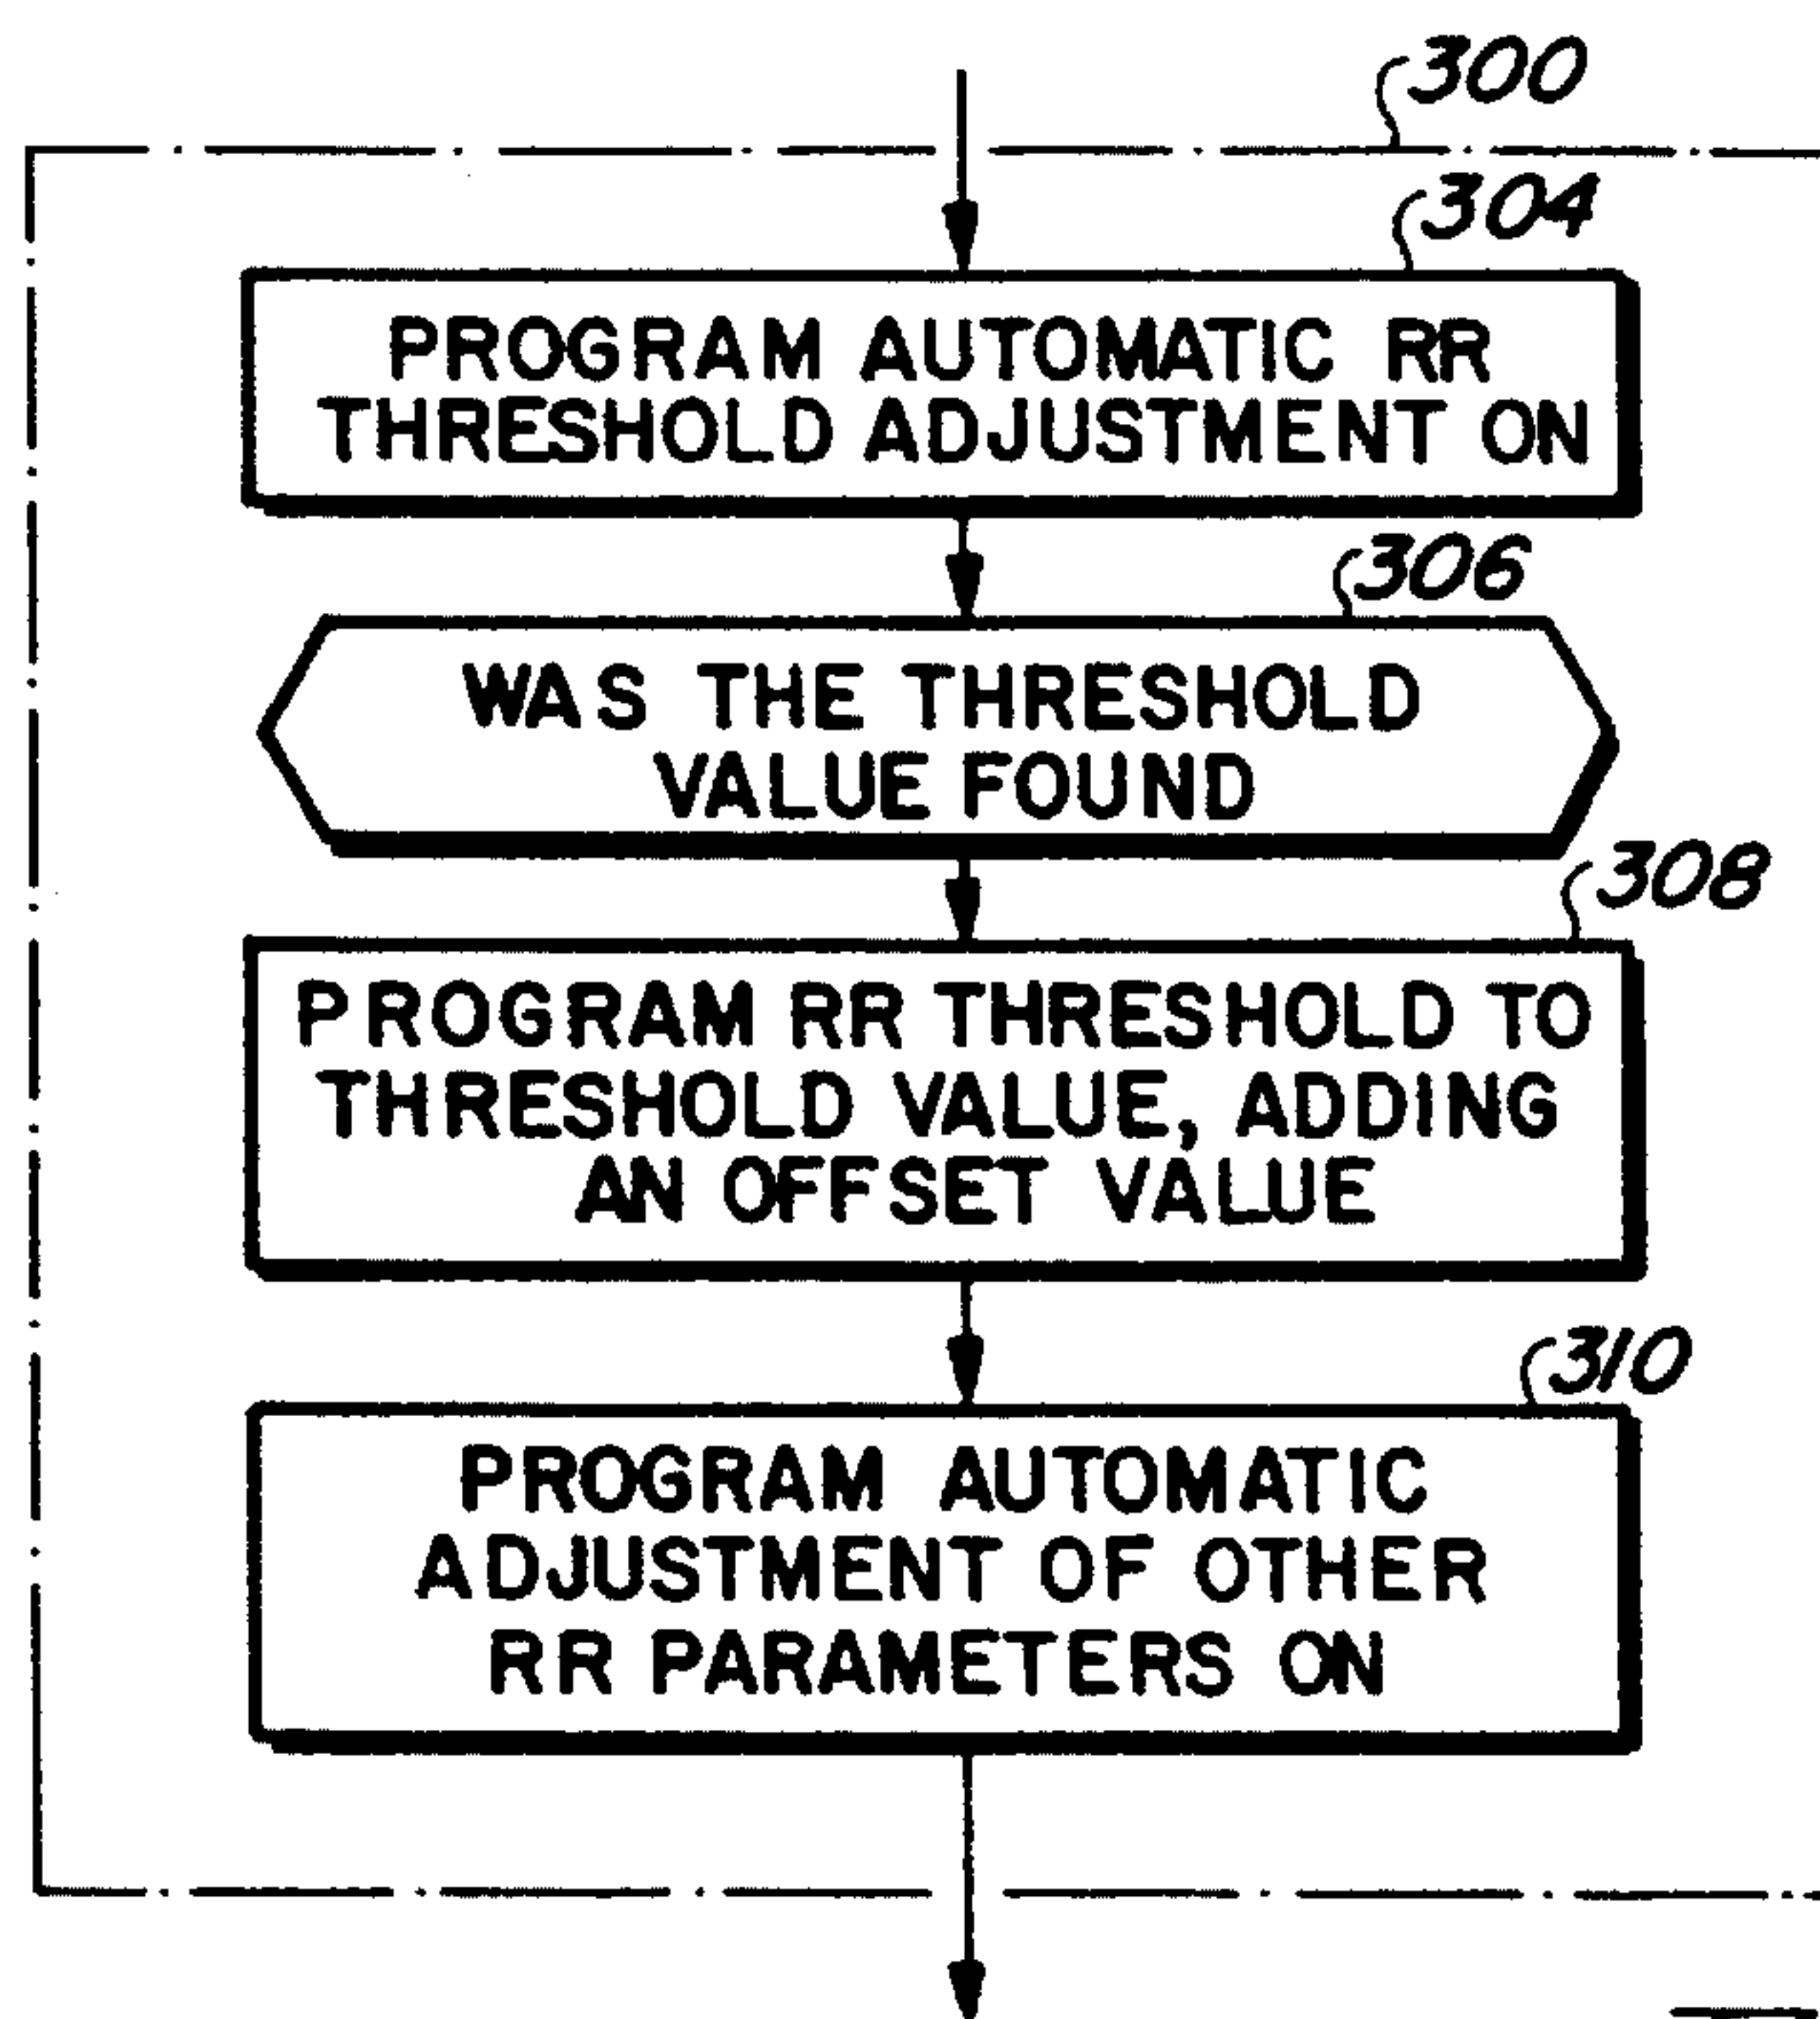 300
304
PROGRAM AUTOMATIC RR
THRESHOLD ADJUSTMENT ON
306
WAS THE THRESHOLD
VALUE FOUND
308
PROGRAM RR THRESHOLD TO
THRESHOLD VALUE, ADDING
AN OFFSET VALUE
310
PROGRAM AUTOMATIC
ADJUSTMENT OF OTHER
RR PARAMETERS ON